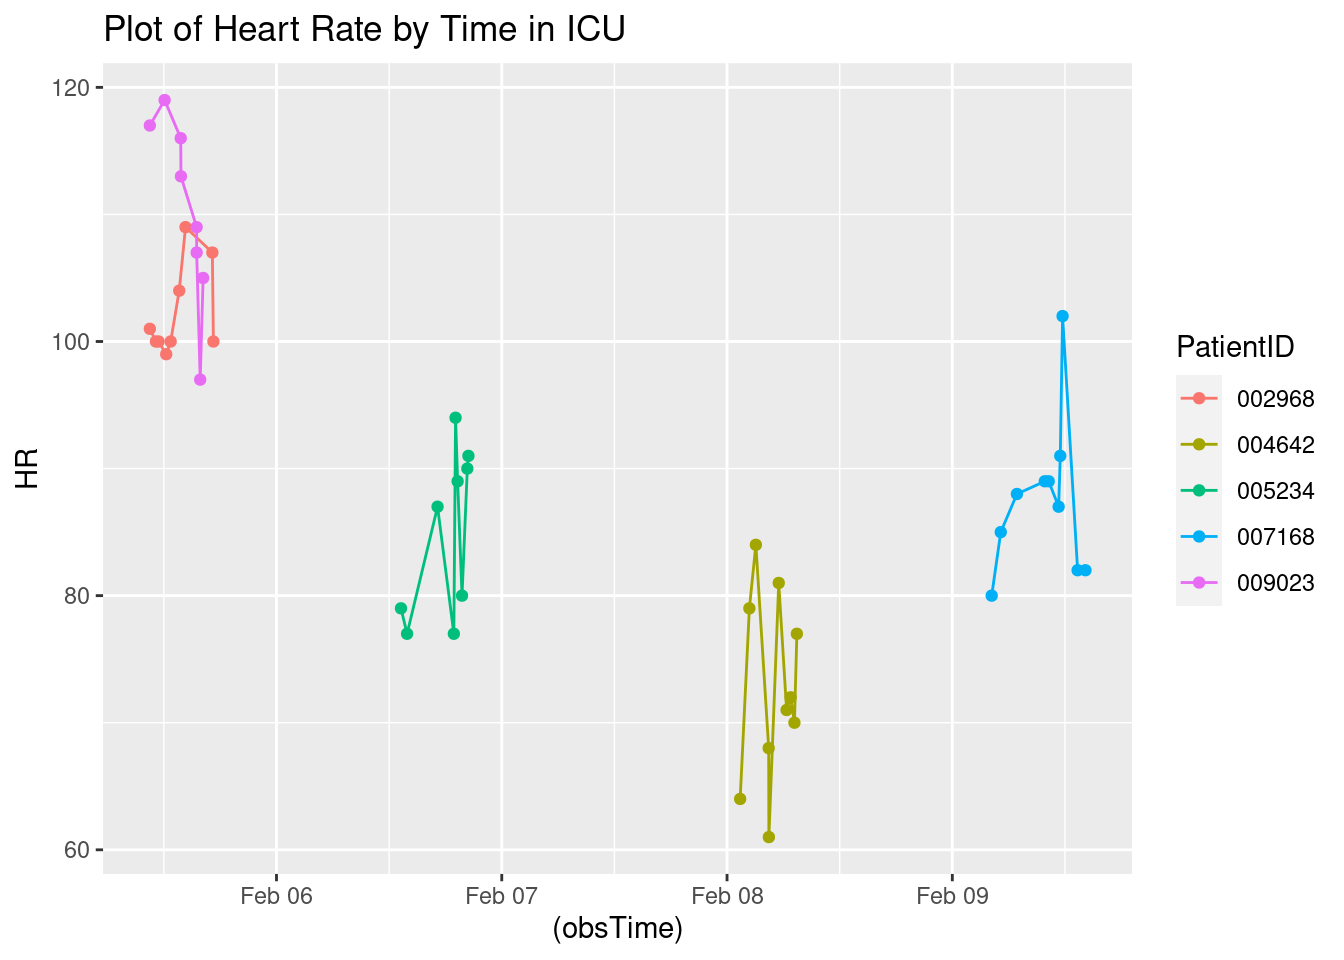 Plot of Heart Rate by Time in ICU
120
100
80
60
HR
Feb 06
Feb 07
Feb 08
Feb 09
(obsTime)
PatientID
002968
004642
005234
007168
009023